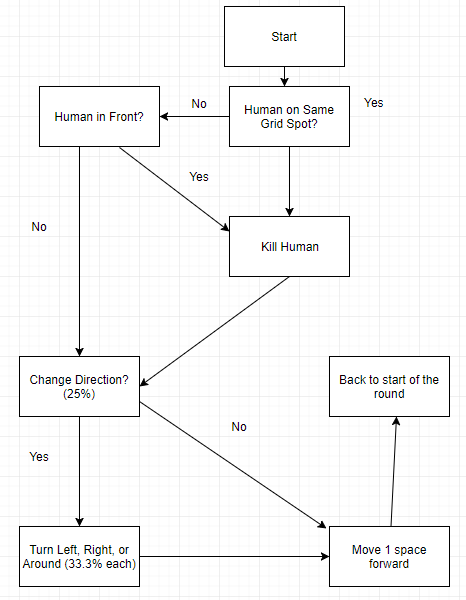 Start
No
Yes
Human in Front?
Human on Same
Grid Spot?
Yes
No
Kill Human
Change Direction?
(25%)
Back to start of the
round
No
Yes
Turn Left, Right, or
Around (33.3% each)
Move 1 space
forward